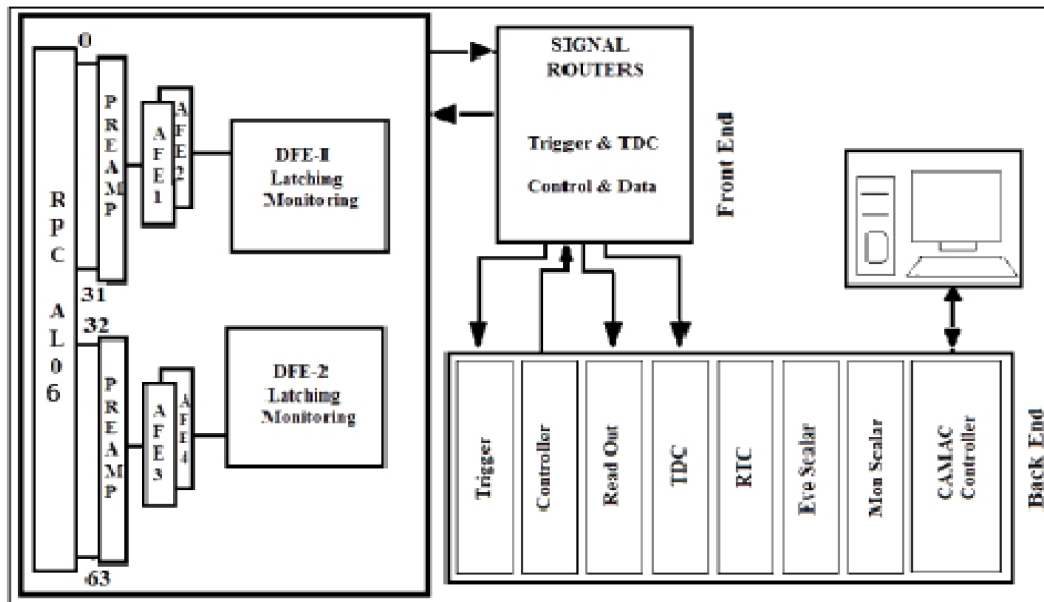 0
RPC AL06
PREAMP
AFE1
AFE2
DFE-II
Latching
Monitoring
31
32
PREAMP
AFE3
AFE4
DFE-2
Latching
Monitoring
63
SIGNAL
ROUTERS
Trigger & TDC
Control & Data
Front End
Trigger
Controller
Read Out
TDC
RTC
Eve Scalar
Mon Scalar
CAMAC
Controller
Back End